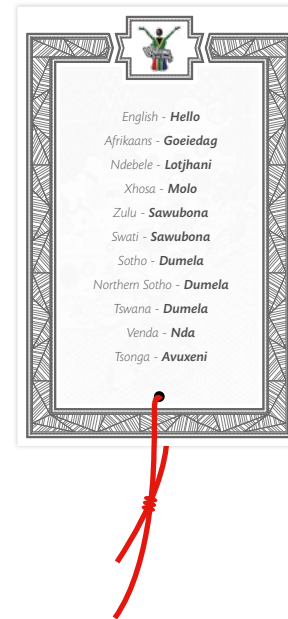 English - Hello
Afrikaans - Goeiedag
Ndebele - Lotjhani
Xhosa - Molo
Zulu - Sawubona
Swati - Sawubona
Sotho - Dumela
Northern Sotho - Dumela
Tswana - Dumela
Venda - Nda
Tsonga - Avuxeni